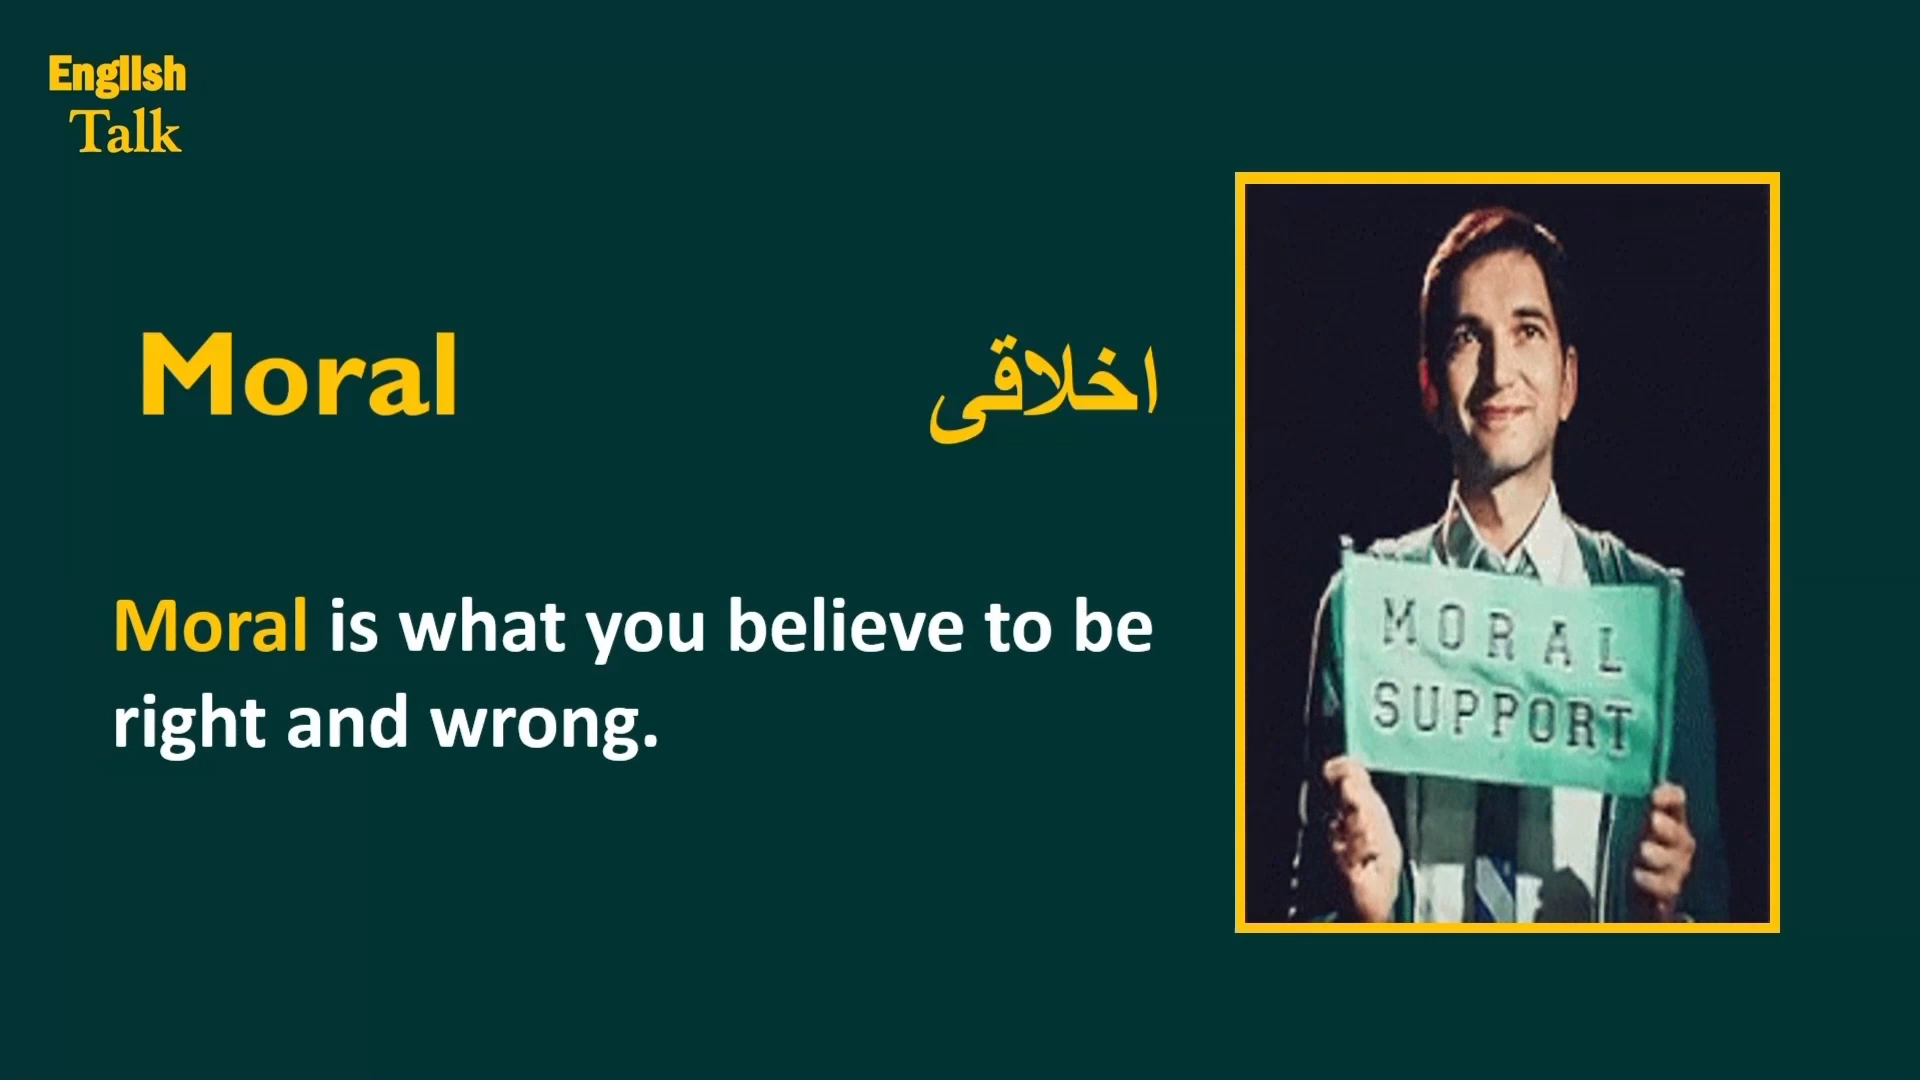 English
Talk
Moral
اخلاقی
Moral is what you believe to be
right and wrong.
MORAL
SUPPORT